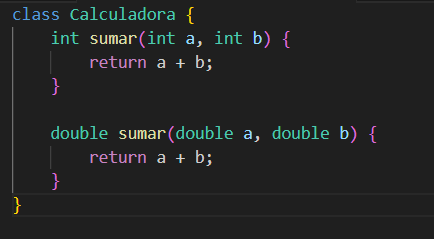 class Calculadora {
    int sumar(int a, int b) {
        return a + b;
    }

    double sumar(double a, double b) {
        return a + b;
    }
}